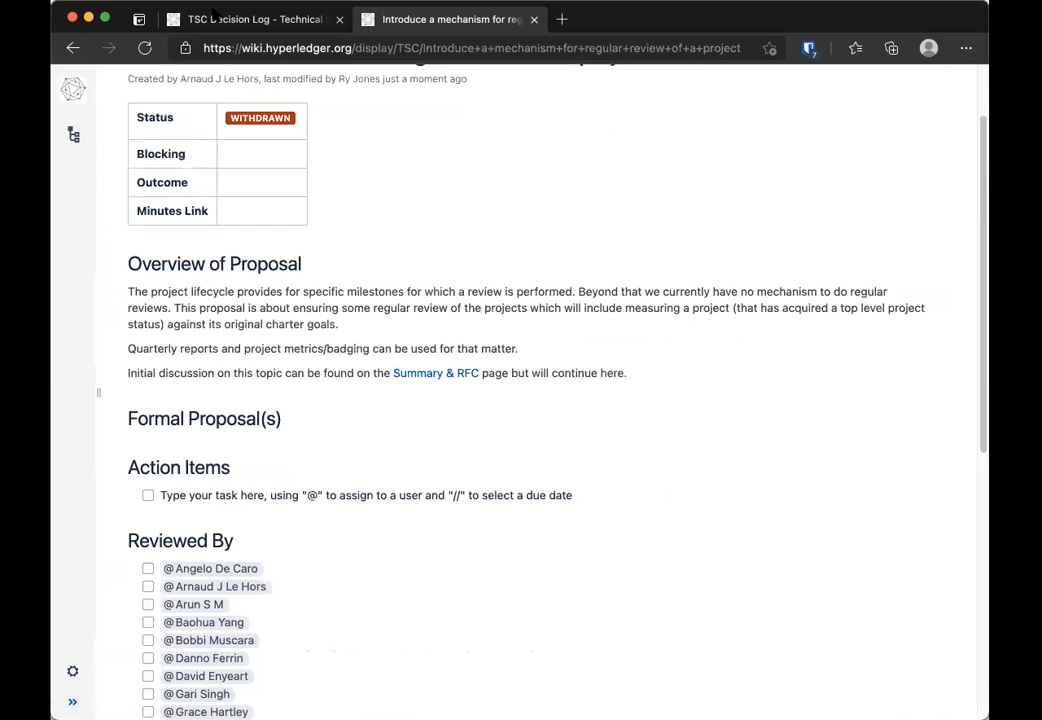 TSC Decision Log - Technical
Introduce a mechanism for reg
https://wiki.hyperledger.org/display/TSC/Introduce+a+mechanism+for+regular+review+of+a+project
7
Created by Arnaud J Le Hors, last modified by Ry Jones just a moment ago
Status WITHDRAWN
Blocking
Outcome
Minutes Link
Overview of Proposal
The project lifecycle provides for specific milestones for which a review is performed. Beyond that we currently have no mechanism to do regular
reviews. This proposal is about ensuring some regular review of the projects which will include measuring a project (that has acquired a top level project
status) against its original charter goals.
Quarterly reports and project metrics/badging can be used for that matter.
Initial discussion on this topic can be found on the Summary & RFC page but will continue here.
Formal Proposal(s)
Action Items
Type your task here, using "@" to assign to a user and "//" to select a due date
Reviewed By
@Angelo De Caro
@Arnaud J Le Hors
@Arun S M
@Baohua Yang
@Bobbi Muscara
@Danno Ferrin
@David Enyeart
@Gari Singh
@Grace Hartley